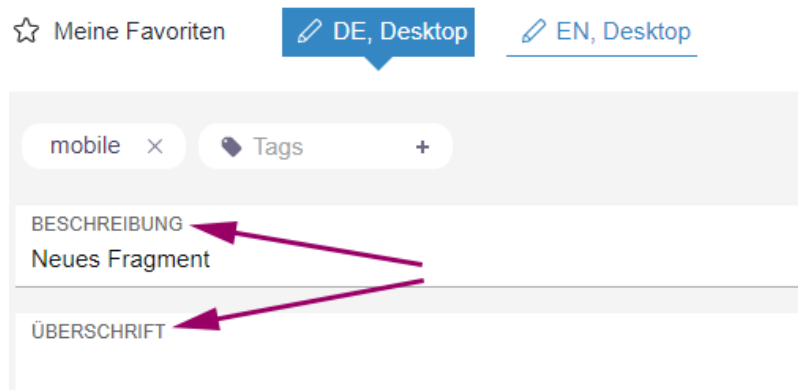 Meine Favoriten DE, Desktop EN, Desktop
mobile Tags
BESCHREIBUNG
Neues Fragment
ÜBERSCHRIFT